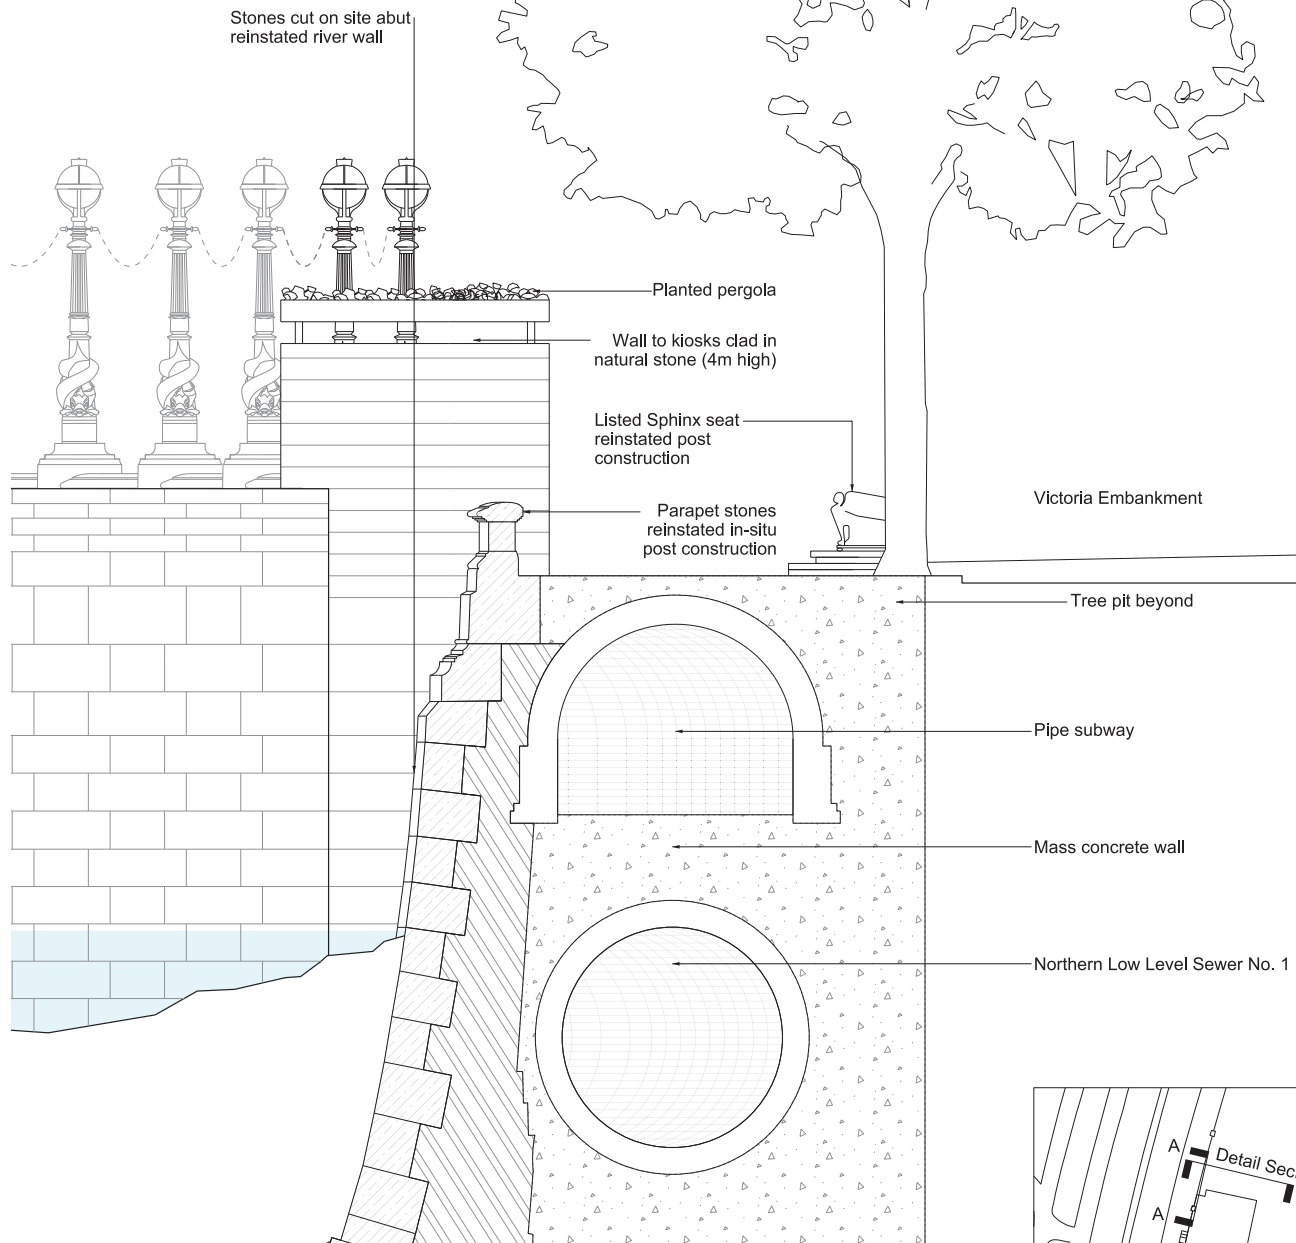 Stones cut on site abut
reinstated river wall
Planted pergola
Wall to kiosks clad in
natural stone (4m high)
Listed Sphinx seat
reinstated post
construction
Victoria Embankment
Parapet stones
reinstated in-situ
post construction
Tree pit beyond
Pipe subway
Mass concrete wall
Northern Low Level Sewer No. 1
A
Detail Sec
A